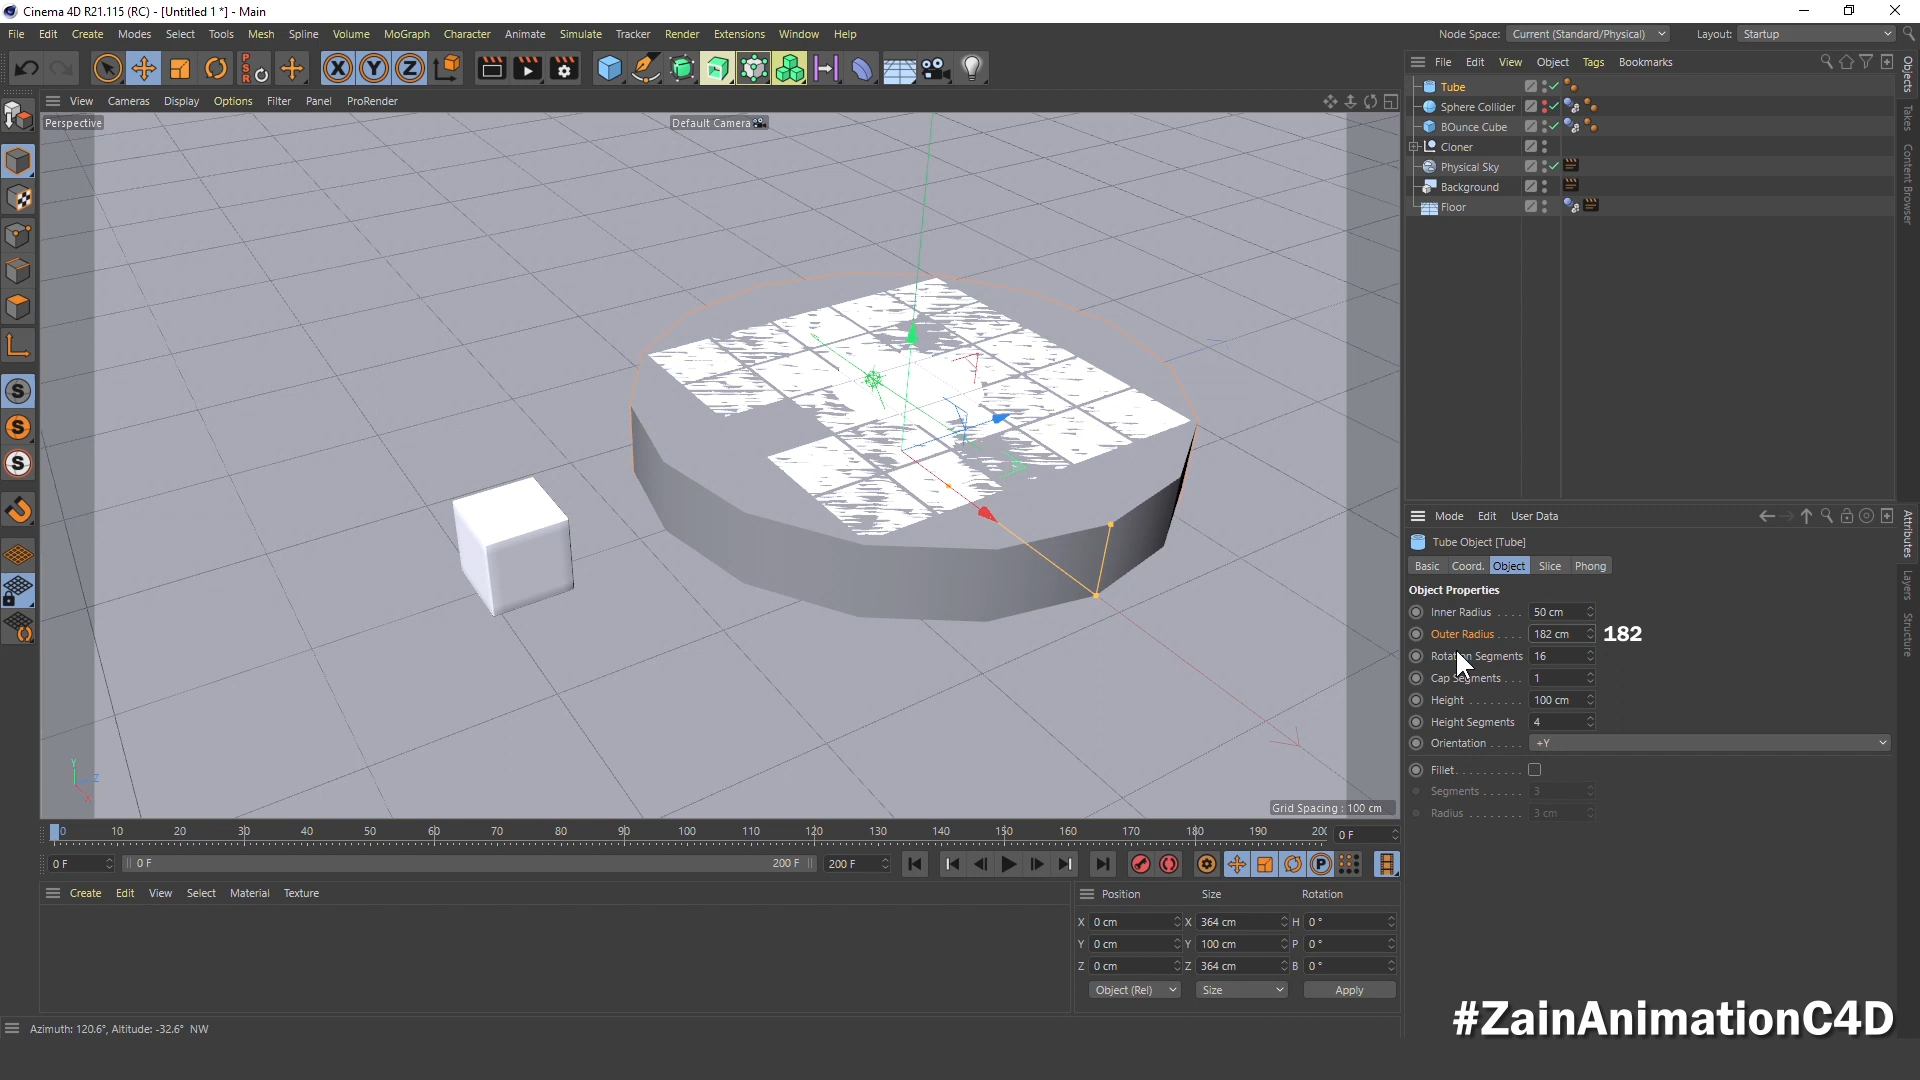 Cinema 4D R21.115 (RC) - [Untitled 1 *] - Main
File Edit Create Modes Select Tools Mesh Spline Volume MoGraph Character Animate Simulate Tracker Render Extensions Window Help
Node Space: Current (Standard/Physical) Layout: Startup
X Y Z
PSR
File Edit View Object Tags Bookmarks
View Cameras Display Options Filter Panel ProRender
Perspective
Default Camera
Tube
Sphere Collider
BOunce Cube
Cloner
Physical Sky
Background
Floor
Objects
Takes
Content Browser
Mode Edit User Data
Tube Object [Tube]
Basic Coord. Object Slice Phong
Object Properties
Inner Radius . . . . 50 cm
Outer Radius . . . . 182 cm 182
Rotation Segments 16
Cap Segments . . . 1
Height . . . . . . . . 100 cm
Height Segments 4
Orientation . . . . . +Y
Fillet . . . . . . . . . .
Segments . . . . . . 3
Radius . . . . . . . . 3 cm
Attributes
Layers
Structure
Y
Z
X
Grid Spacing : 100 cm
0 10 20 30 40 50 60 70 80 90 100 110 120 130 140 150 160 170 180 190 200 0 F
0 F 0 F 200 F 200 F
Create Edit View Select Material Texture
Position Size Rotation
X 0 cm X 364 cm H 0 °
Y 0 cm Y 100 cm P 0 °
Z 0 cm Z 364 cm B 0 °
Object (Rel) Size Apply
Azimuth: 120.6°, Altitude: -32.6° NW
#ZainAnimationC4D